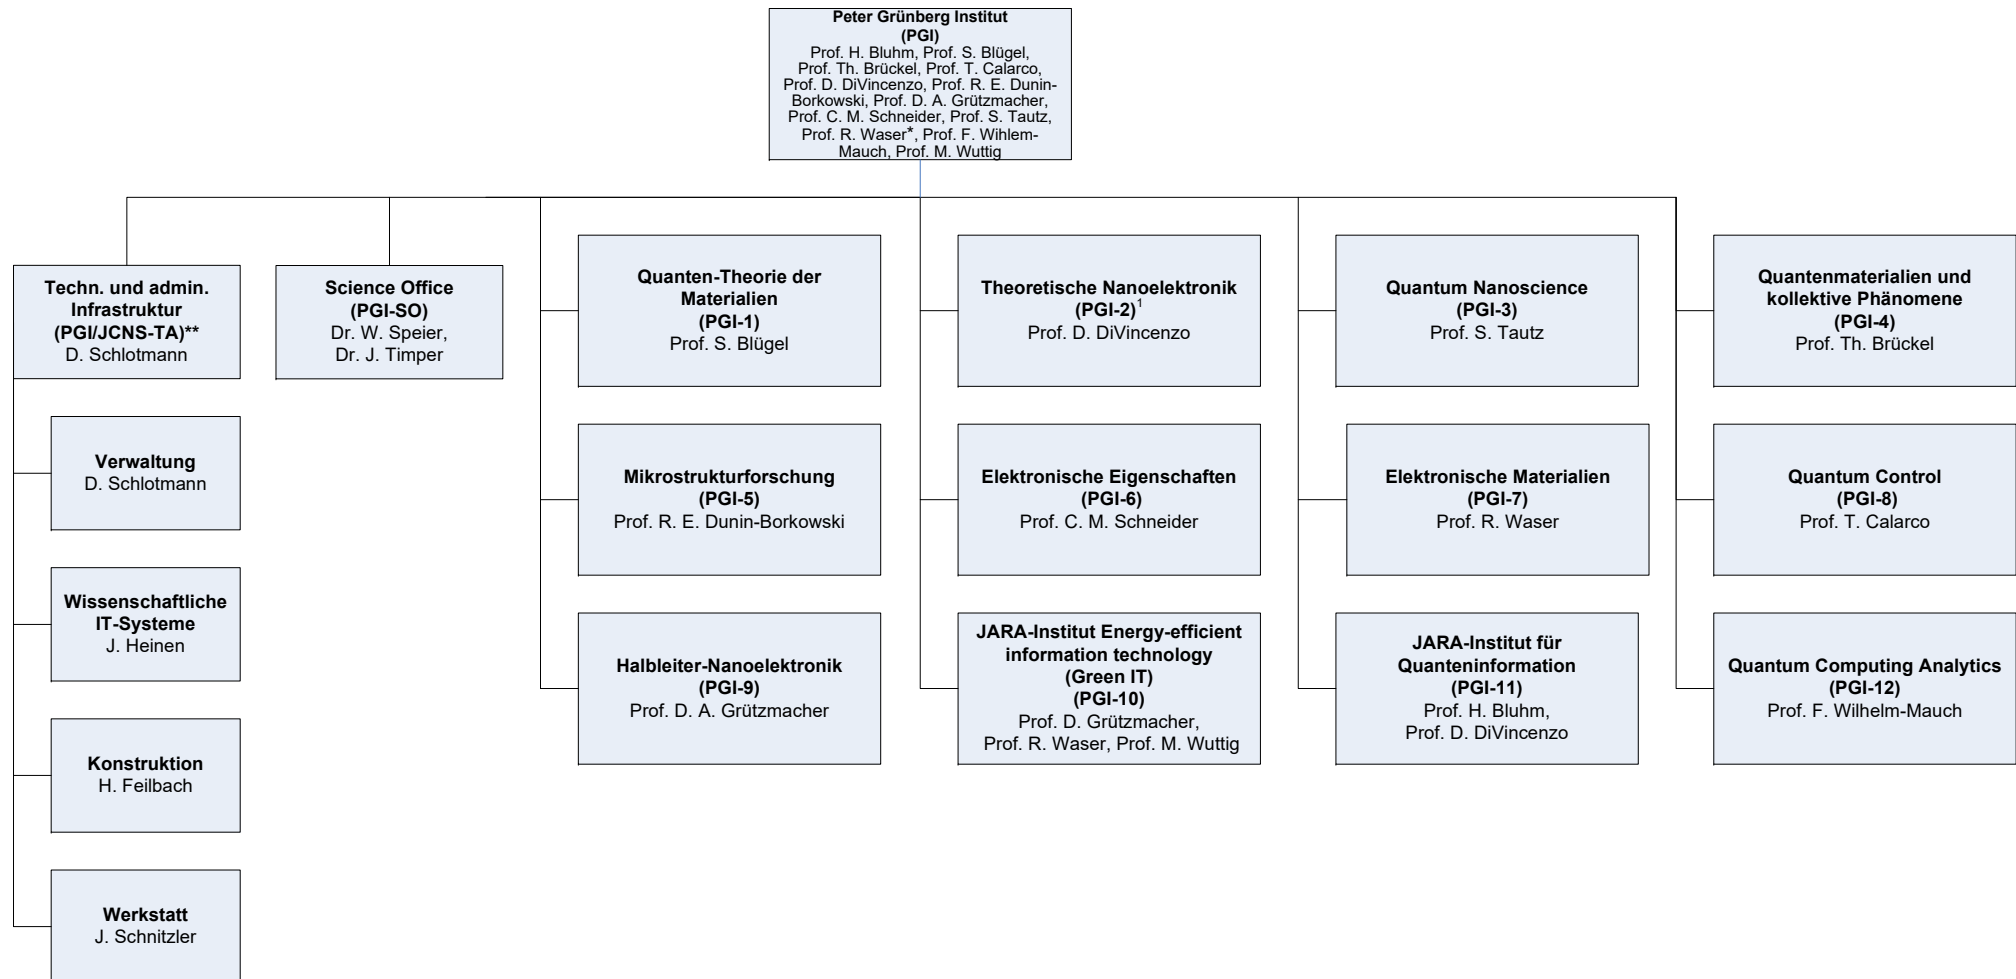 Peter Grünberg Institut
(PGI)
Prof. H. Bluhm, Prof. S. Blügel,
Prof. Th. Brückel, Prof. T. Calarco,
Prof. D. DiVincenzo, Prof. R. E. Dunin-
Borkowski, Prof. D. A. Grützmacher,
Prof. C. M. Schneider, Prof. S. Tautz,
Prof. R. Waser*, Prof. F. Wihlem-
Mauch, Prof. M. Wuttig
Techn. und admin.
Infrastruktur
(PGI/JCNS-TA)**
D. Schlotmann
Science Office
(PGI-SO)
Dr. W. Speier,
Dr. J. Timper
Quanten-Theorie der
Materialien
(PGI-1)
Prof. S. Blügel
Theoretische Nanoelektronik
(PGI-2)1
Prof. D. DiVincenzo
Quantum Nanoscience
(PGI-3)
Prof. S. Tautz
Quantenmaterialien und
kollektive Phänomene
(PGI-4)
Prof. Th. Brückel
Verwaltung
D. Schlotmann
Mikrostrukturforschung
(PGI-5)
Prof. R. E. Dunin-Borkowski
Elektronische Eigenschaften
(PGI-6)
Prof. C. M. Schneider
Elektronische Materialien
(PGI-7)
Prof. R. Waser
Quantum Control
(PGI-8)
Prof. T. Calarco
Wissenschaftliche
IT-Systeme
J. Heinen
Halbleiter-Nanoelektronik
(PGI-9)
Prof. D. A. Grützmacher
JARA-Institut Energy-efficient
information technology
(Green IT)
(PGI-10)
Prof. D. Grützmacher,
Prof. R. Waser, Prof. M. Wuttig
JARA-Institut für
Quanteninformation
(PGI-11)
Prof. H. Bluhm,
Prof. D. DiVincenzo
Quantum Computing Analytics
(PGI-12)
Prof. F. Wilhelm-Mauch
Konstruktion
H. Feilbach
Werkstatt
J. Schnitzler